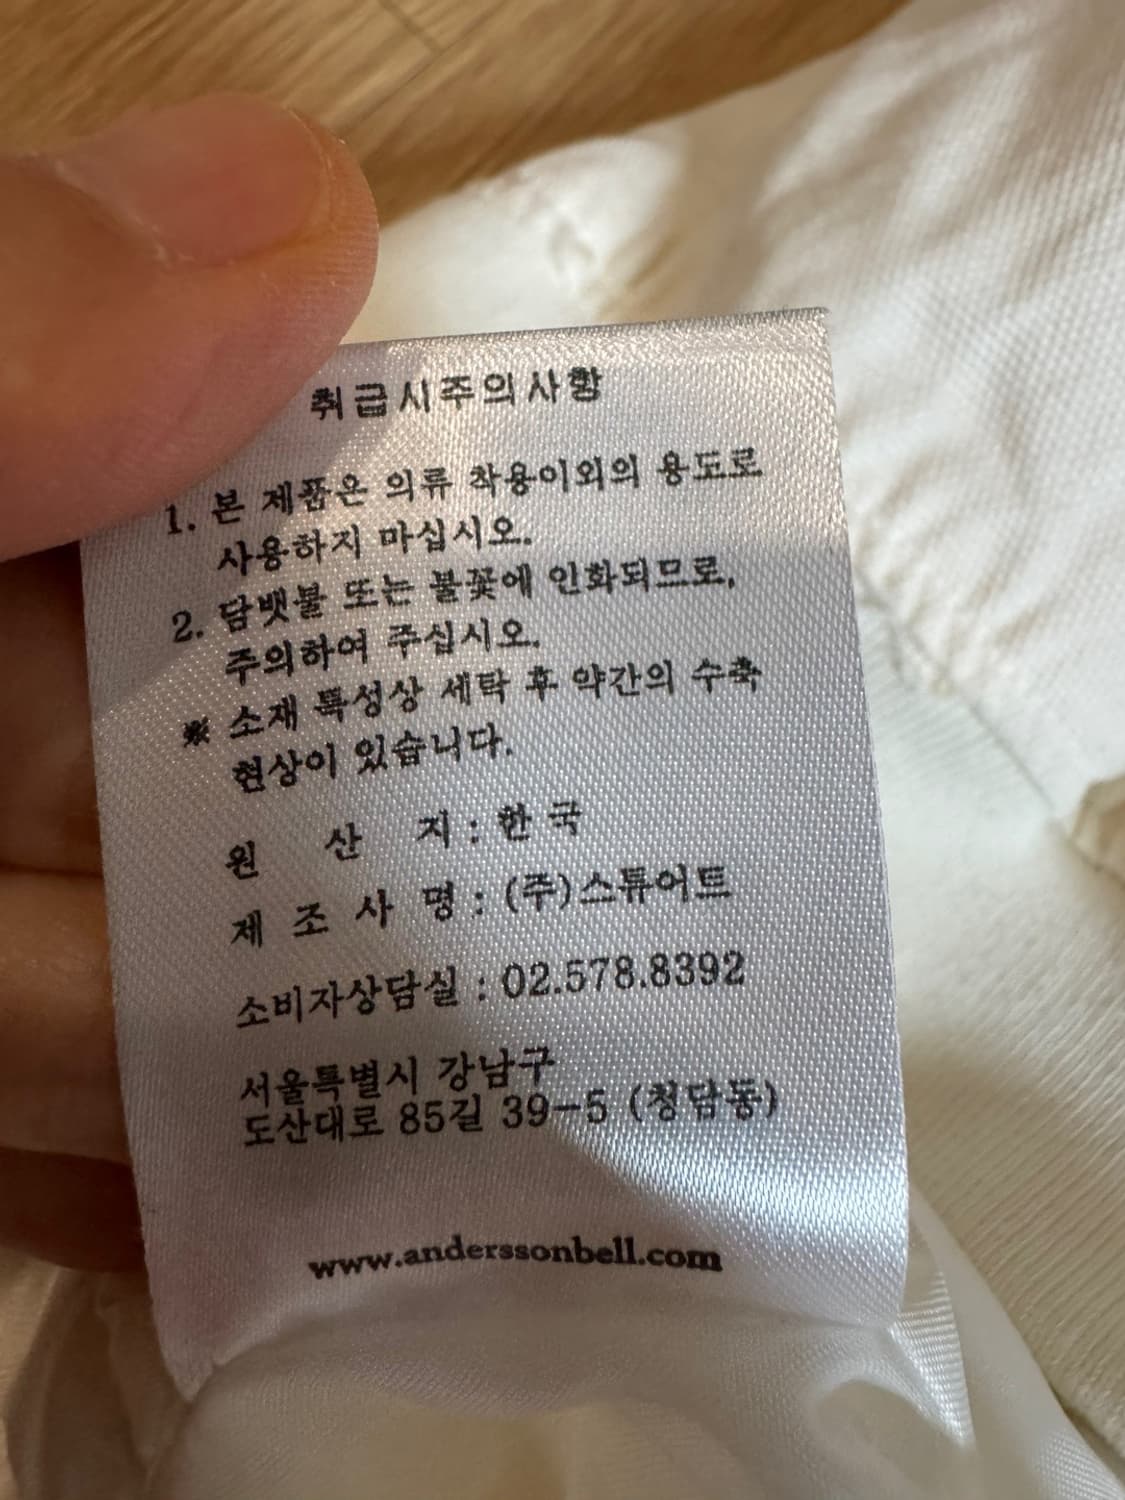 취급시주의사항
1. 본 제품은 의류 착용이외의 용도로
사용하지 마십시오.
2. 담뱃불 또는 불꽃에 인화되므로,
주의하여 주십시오.
※ 소재 특성상 세탁 후 약간의 수축
현상이 있습니다.
원 산 지 : 한국
제 조 사 명 : (주)스튜어트
소비자상담실 : 02.578.8392
서울특별시 강남구
도산대로 85길 39-5 (청담동)
www.anderssonbell.com